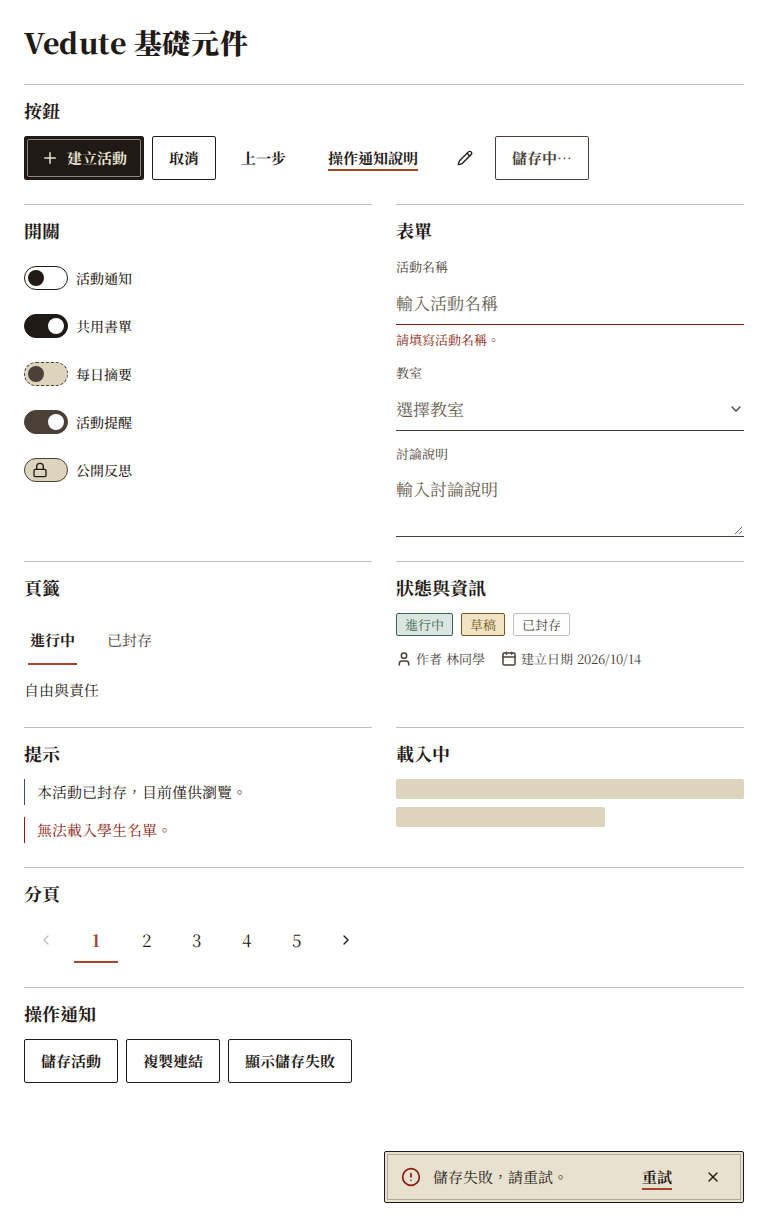 Vedute 基礎元件
按鈕
建立活動 取消 上一步 操作通知說明 儲存中…
開關
活動通知
共用書單
每日摘要
活動提醒
公開反思
表單
活動名稱
輸入活動名稱
請填寫活動名稱。
教室
選擇教室
討論說明
輸入討論說明
頁籤
進行中 已封存
自由與責任
狀態與資訊
進行中 草稿 已封存
作者 林同學 建立日期 2026/10/14
提示
本活動已封存，目前僅供瀏覽。
無法載入學生名單。
載入中
分頁
1 2 3 4 5
操作通知
儲存活動 複製連結 顯示儲存失敗
儲存失敗，請重試。 重試